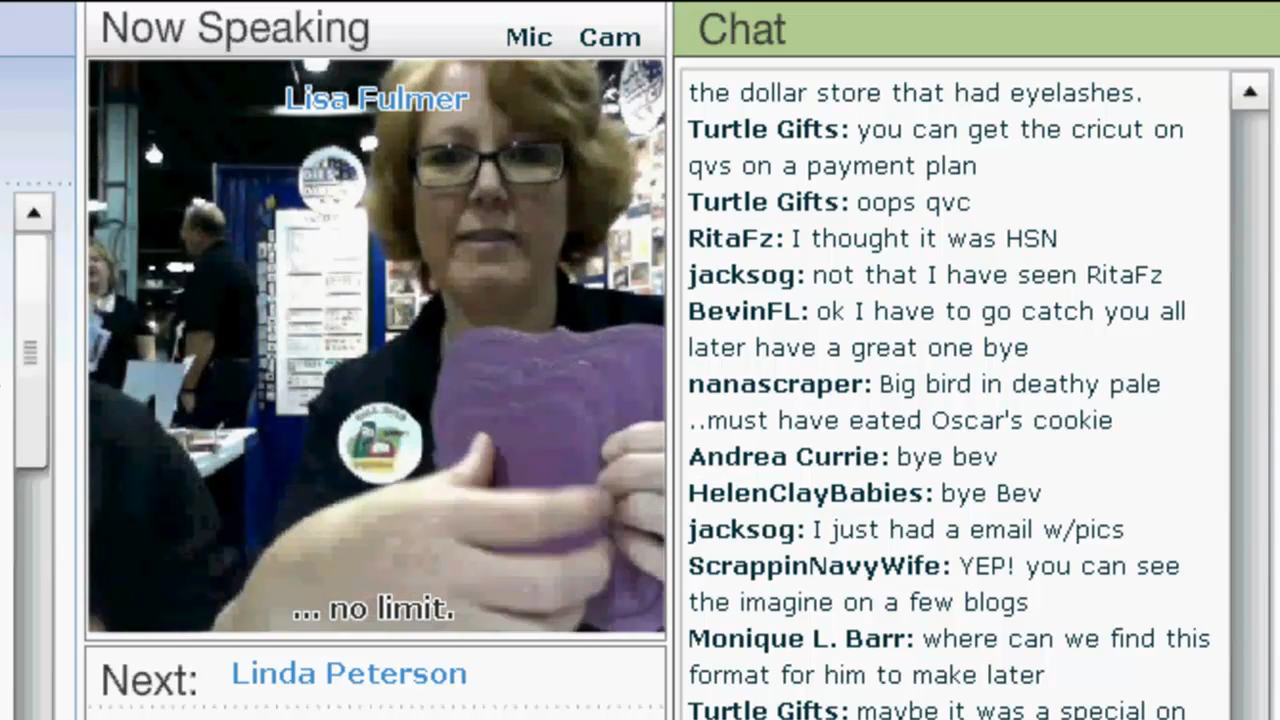 Now Speaking
Mic Cam
Lisa Fulmer
... no limit.
Next: Linda Peterson
Chat
the dollar store that had eyelashes.
Turtle Gifts: you can get the cricut on
qvs on a payment plan
Turtle Gifts: oops qvc
RitaFz: I thought it was HSN
jacksog: not that I have seen RitaFz
BevinFL: ok I have to go catch you all
later have a great one bye
nanascraper: Big bird in deathy pale
..must have eated Oscar's cookie
Andrea Currie: bye bev
HelenClayBabies: bye Bev
jacksog: I just had a email w/pics
ScrappinNavyWife: YEP! you can see
the imagine on a few blogs
Monique L. Barr: where can we find this
format for him to make later
Turtle Gifts: maybe it was a special on